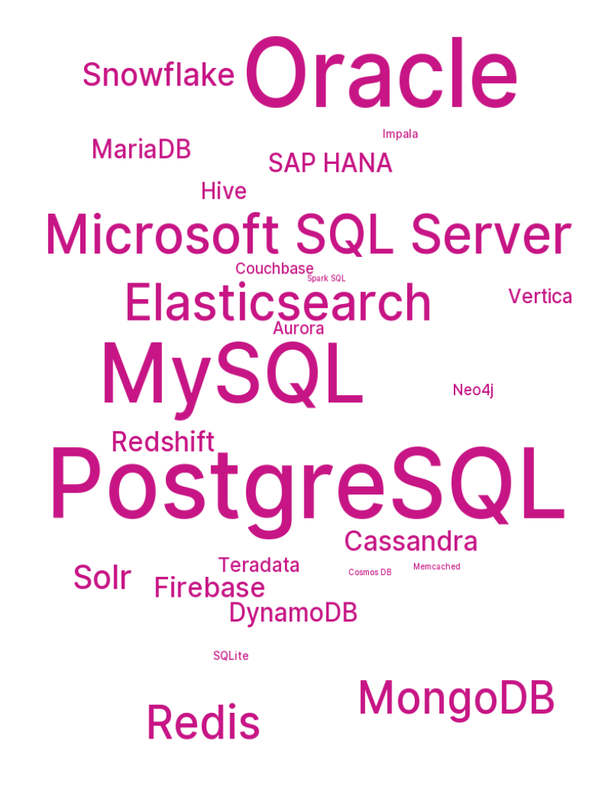 Oracle
Snowflake
Impala
MariaDB
SAP HANA
Hive
Microsoft SQL Server
Couchbase
Spark SQL
Vertica
Elasticsearch
Aurora
MySQL
Neo4j
Redshift
PostgreSQL
Cassandra
Teradata
Memcached
Cosmos DB
Solr
Firebase
DynamoDB
SQLite
MongoDB
Redis